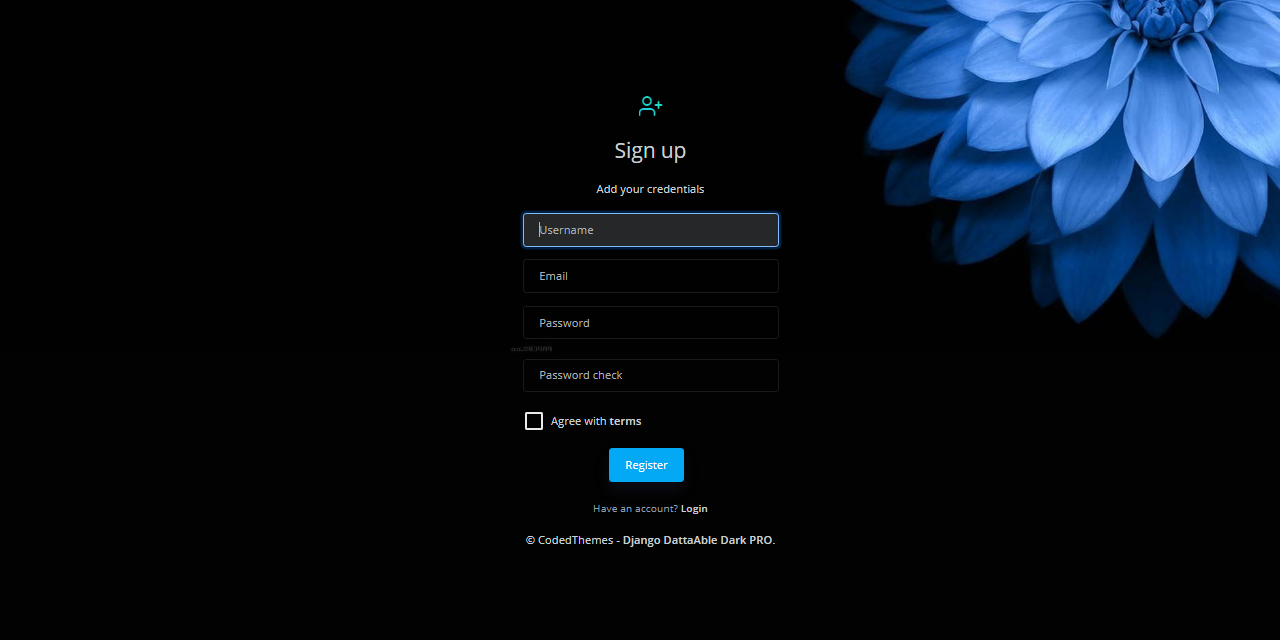 Sign up
Add your credentials
Username
Email
Password
Password check
Agree with terms
Register
Have an account? Login
© CodedThemes - Django DattaAble Dark PRO.